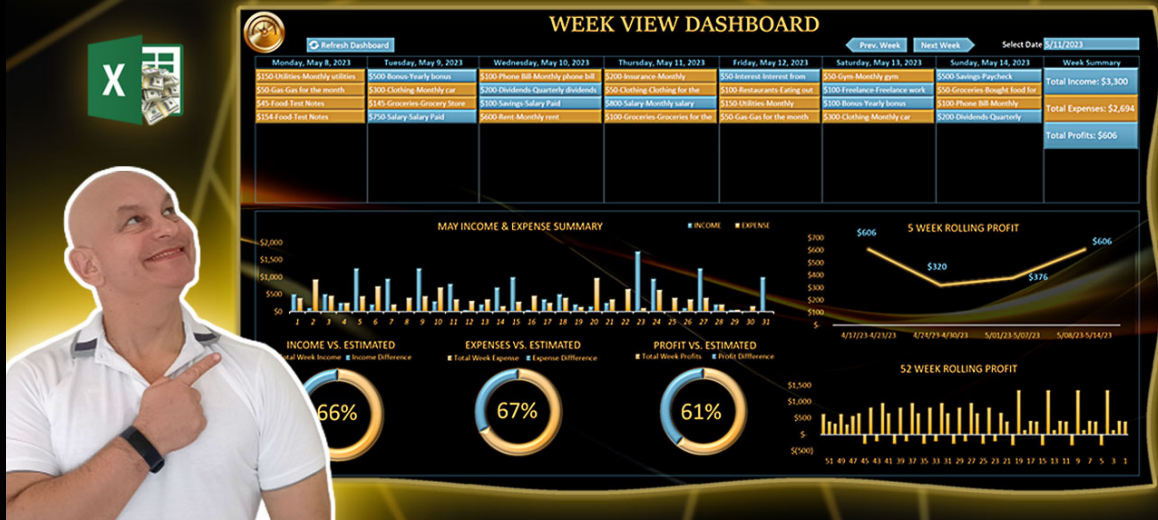 X
WEEK VIEW DASHBOARD
Refresh Dashboard
Prev. Week
Next Week
Select Date 5/11/2023
Monday, May 8, 2023
Tuesday, May 9, 2023
Wednesday, May 10, 2023
Thursday, May 11, 2023
Friday, May 12, 2023
Saturday, May 13, 2023
Sunday, May 14, 2023
Week Summary
$150-Utilities-Monthly utilities
$500-Bonus-Yearly bonus
$100-Phone Bill-Monthly phone bill
$200-Insurance-Monthly
$50-Interest-Interest from
$50-Gym-Monthly gym
$500-Savings-Paycheck
Total Income: $3,300
$50-Gas-Gas for the month
$300-Clothing-Monthly car
$200-Dividends Quarterly dividends
$50-Clothing-Clothing for the
$100-Restaurants-Eating out
$100-Freelance-Freelance work
$50-Groceries-Bought food for
$45-Food-Test Notes
$145-Groceries-Grocery Store
$100-Savings-Salary Paid
$800-Salary-Monthly salary
$150-Utilities-Monthly
$100-Bonus-Yearly bonus
$100-Phone Bill-Monthly
Total Expenses: $2,694
$154-Food-Test Notes
$750-Salary-Salary Paid
$600-Rent-Monthly rent
$100-Groceries-Groceries for the
$50-Gas-Gas for the month
$300-Clothing-Monthly car
$200-Dividends-Quarterly
Total Profits: $606
MAY INCOME & EXPENSE SUMMARY
INCOME EXPENSE
$2,000
$1,500
$1,000
$500
$0
1 2 3 4 5 6 7 8 9 10 11 12 13 14 15 16 17 18 19 20 21 22 23 24 25 26 27 28 29 30 31
5 WEEK ROLLING PROFIT
$700
$600
$500
$400
$300
$200
$100
$-
$606
$320
$376
$606
4/17/23-4/23/23 4/24/23-4/30/23 5/01/23-5/07/23 5/08/23-5/14/23
INCOME VS. ESTIMATED
Total Week Income Income Difference
66%
EXPENSES VS. ESTIMATED
Total Week Expense Expense Diffference
67%
PROFIT VS. ESTIMATED
Total Week Profits Profit Diffference
61%
52 WEEK ROLLING PROFIT
$1,500
$1,000
$500
$-
$(500)
51 49 47 45 43 41 39 37 35 33 31 29 27 25 23 21 19 17 15 13 11 9 7 5 3 1